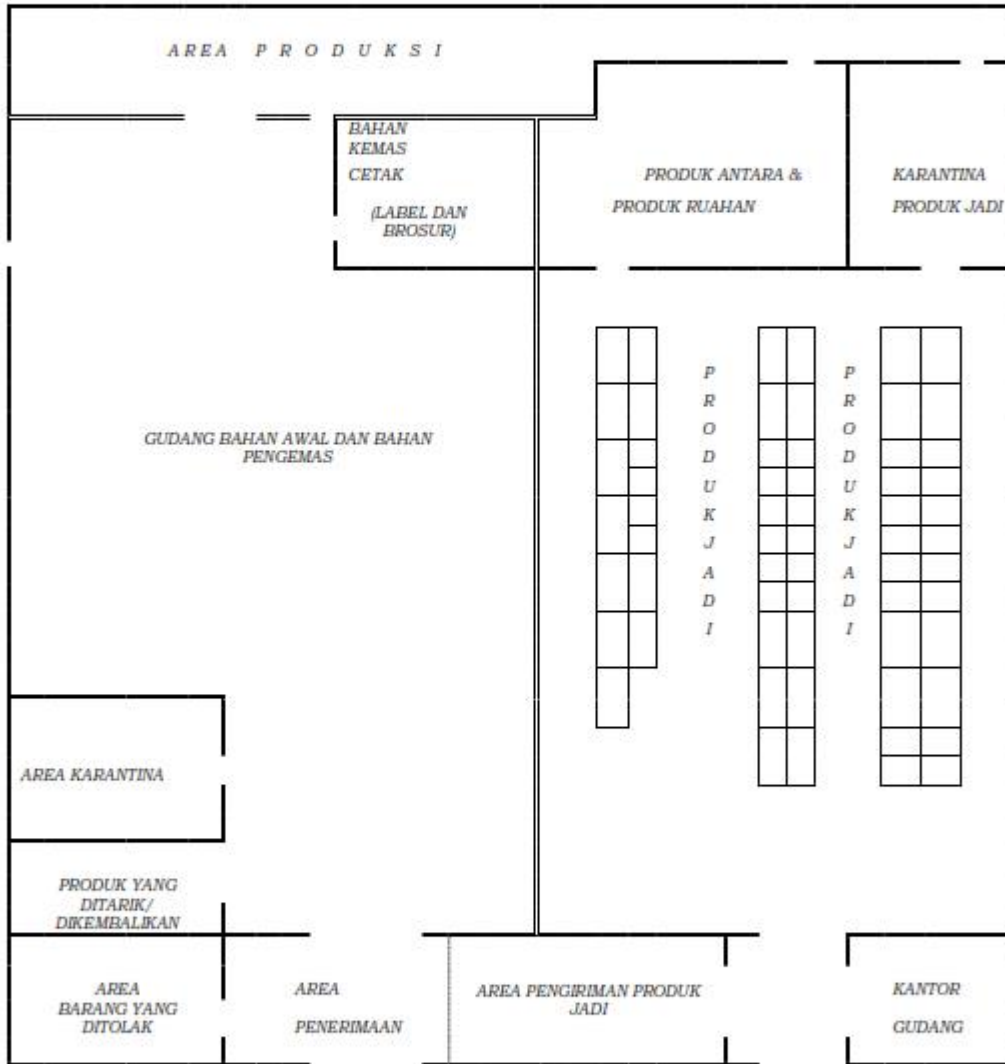 AREA P R O D U K S I
BAHAN
KEMAS
CETAK
(LABEL DAN
BROSUR)
PRODUK ANTARA &
PRODUK RUAHAN
KARANTINA
PRODUK JADI
GUDANG BAHAN AWAL DAN BAHAN
PENGEMAS
P
R
O
D
U
K
J
A
D
I
P
R
O
D
U
K
J
A
D
I
AREA KARANTINA
PRODUK YANG
DITARIK/
DIKEMBALIKAN
AREA
BARANG YANG
DITOLAK
AREA
PENERIMAAN
AREA PENGIRIMAN PRODUK
JADI
KANTOR
GUDANG